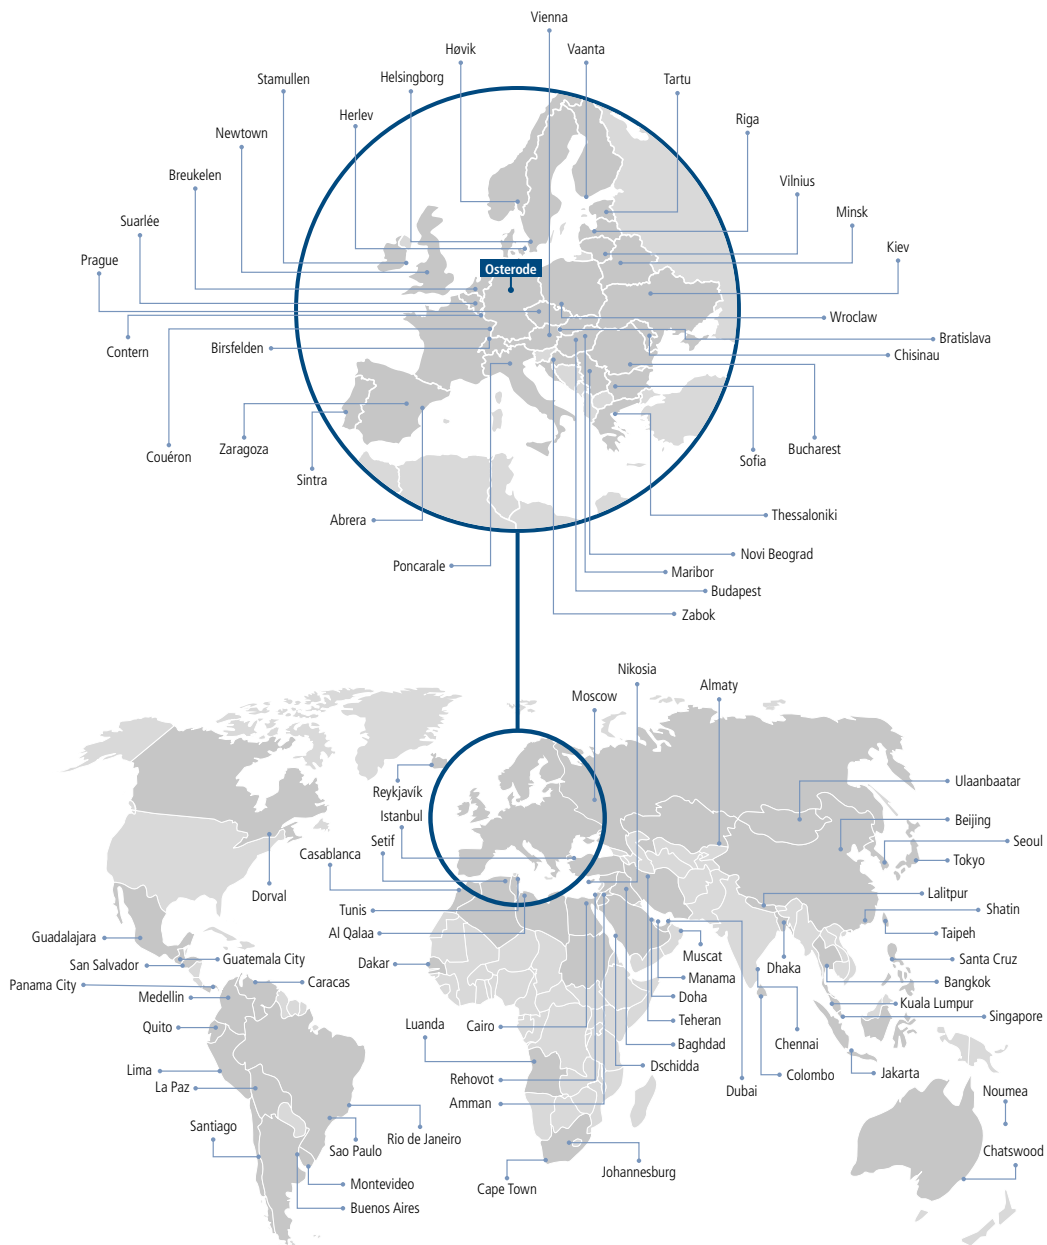 Vienna
Høvik
Vaanta
Stamullen
Helsingborg
Tartu
Herlev
Riga
Newtown
Breukelen
Vilnius
Suarlée
Minsk
Kiev
Prague
Osterode
Wroclaw
Contern
Birsfelden
Bratislava
Chisinau
Couéron
Zaragoza
Sintra
Sofia
Bucharest
Abrera
Thessaloniki
Poncarale
Novi Beograd
Maribor
Budapest
Zabok
Nikosia
Moscow
Almaty
Reykjavík
Ulaanbaatar
Istanbul
Beijing
Setif
Seoul
Casablanca
Tokyo
Dorval
Lalitpur
Tunis
Shatin
Guadalajara
Al Qalaa
Taipeh
San Salvador
Guatemala City
Dakar
Muscat
Dhaka
Santa Cruz
Panama City
Caracas
Manama
Bangkok
Medellin
Doha
Kuala Lumpur
Quito
Luanda
Cairo
Teheran
Singapore
Baghdad
Chennai
Lima
Dschidda
Colombo
Jakarta
La Paz
Rehovot
Dubai
Noumea
Amman
Santiago
Rio de Janeiro
Sao Paulo
Chatswood
Johannesburg
Montevideo
Cape Town
Buenos Aires